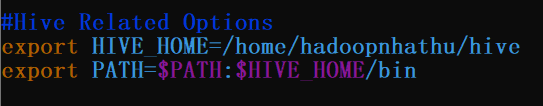 #Hive Related Options
export HIVE_HOME=/home/hadoopnhathu/hive
export PATH=$PATH:$HIVE_HOME/bin